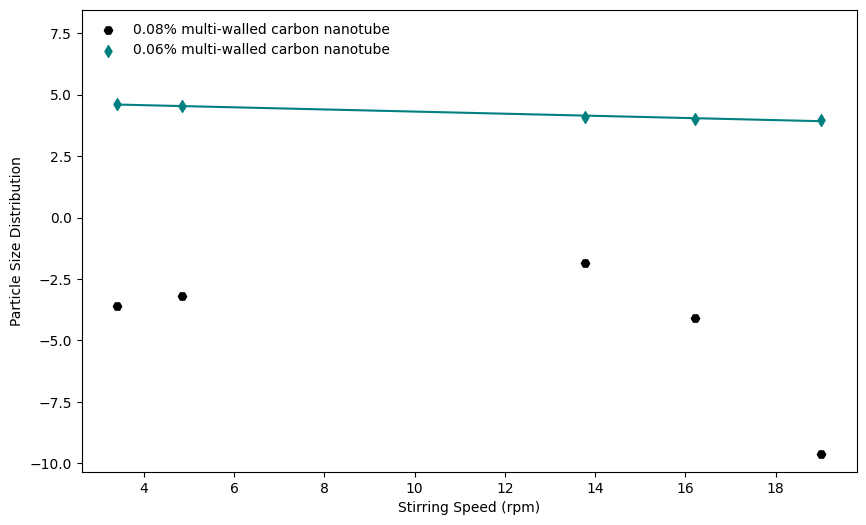 0.08% multi-walled carbon nanotube
0.06% multi-walled carbon nanotube
7.5
5.0
2.5
0.0
−2.5
−5.0
−7.5
−10.0
Particle Size Distribution
4 6 8 10 12 14 16 18
Stirring Speed (rpm)